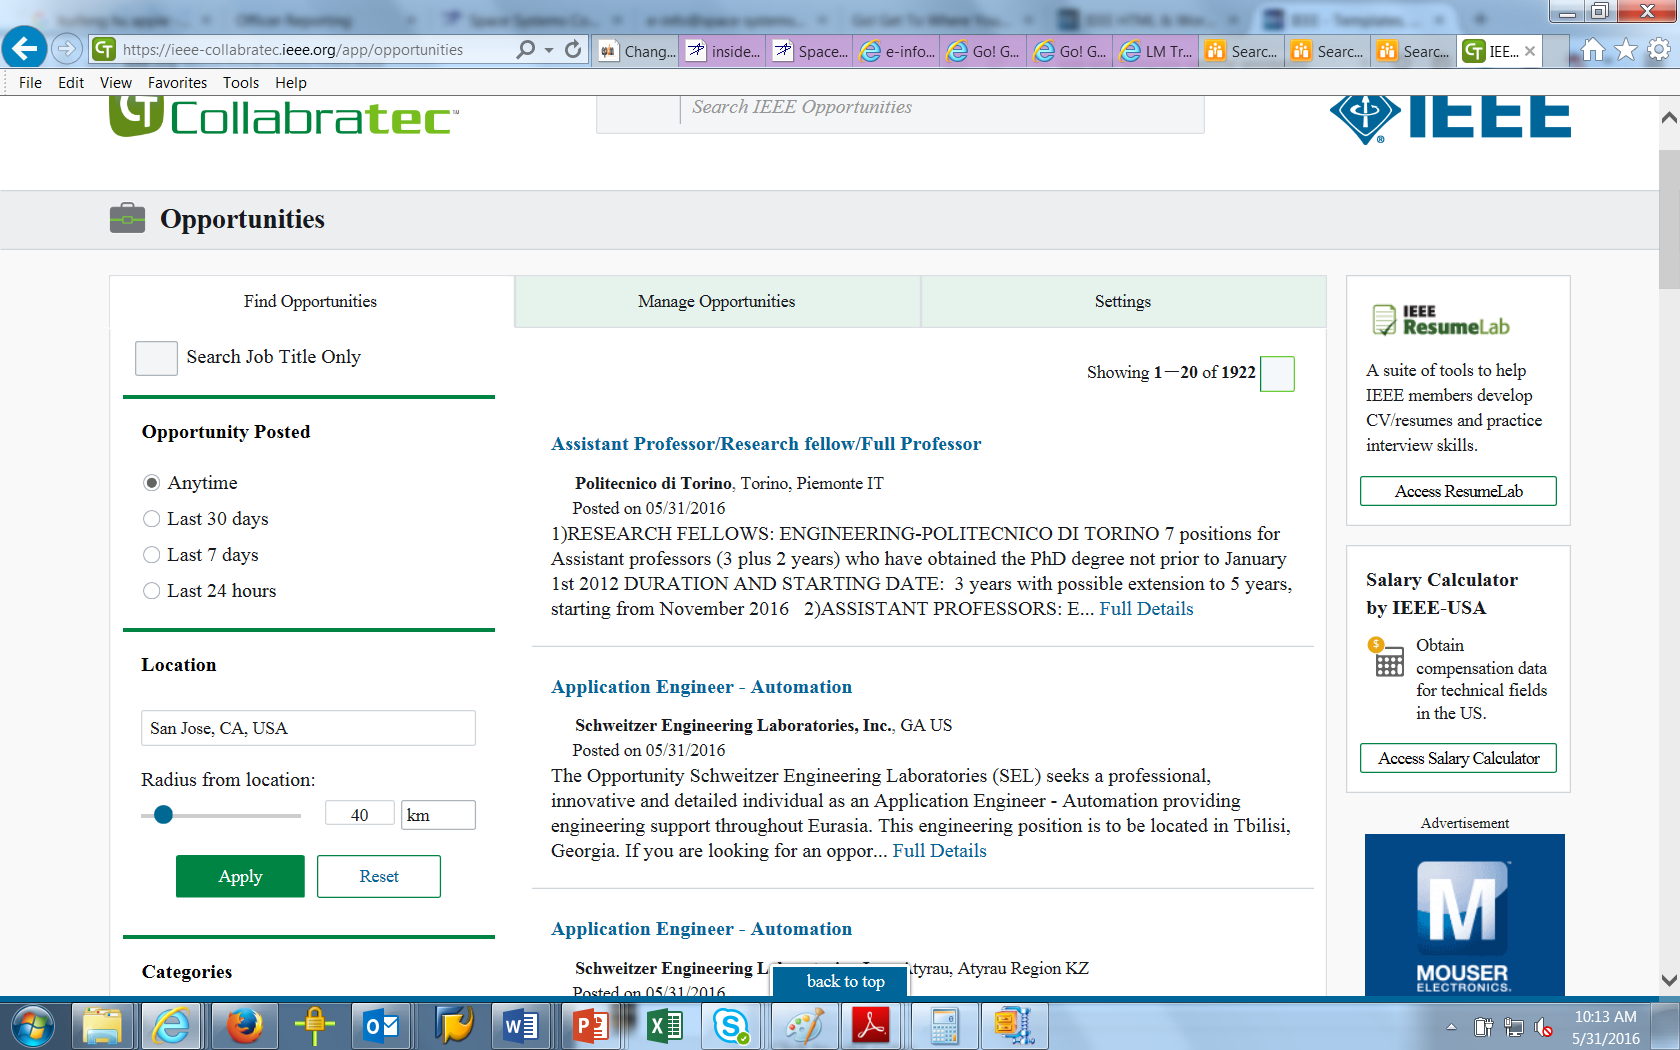 https://ieee-collabratec.ieee.org/app/opportunities
Chang...
inside...
Space...
e-info...
Go! G...
Go! G...
LM Tr...
Searc...
Searc...
Searc...
IEE...
File Edit View Favorites Tools Help
Collabratec™
Search IEEE Opportunities
IEEE
Opportunities
Find Opportunities
Manage Opportunities
Settings
Search Job Title Only
Showing 1—20 of 1922
Opportunity Posted
Anytime
Last 30 days
Last 7 days
Last 24 hours
Location
San Jose, CA, USA
Radius from location:
40 km
Apply Reset
Categories
Assistant Professor/Research fellow/Full Professor
Politecnico di Torino, Torino, Piemonte IT
Posted on 05/31/2016
1)RESEARCH FELLOWS: ENGINEERING-POLITECNICO DI TORINO 7 positions for
Assistant professors (3 plus 2 years) who have obtained the PhD degree not prior to January
1st 2012 DURATION AND STARTING DATE: 3 years with possible extension to 5 years,
starting from November 2016 2)ASSISTANT PROFESSORS: E... Full Details
Application Engineer - Automation
Schweitzer Engineering Laboratories, Inc., GA US
Posted on 05/31/2016
The Opportunity Schweitzer Engineering Laboratories (SEL) seeks a professional,
innovative and detailed individual as an Application Engineer - Automation providing
engineering support throughout Eurasia. This engineering position is to be located in Tbilisi,
Georgia. If you are looking for an oppor... Full Details
Application Engineer - Automation
Schweitzer Engineering Atyrau, Atyrau Region KZ
Posted on 05/31/2016
back to top
IEEE
ResumeLab
A suite of tools to help
IEEE members develop
CV/resumes and practice
interview skills.
Access ResumeLab
Salary Calculator
by IEEE-USA
Obtain
compensation data
for technical fields
in the US.
Access Salary Calculator
Advertisement
M
MOUSER
ELECTRONICS.
10:13 AM
5/31/2016